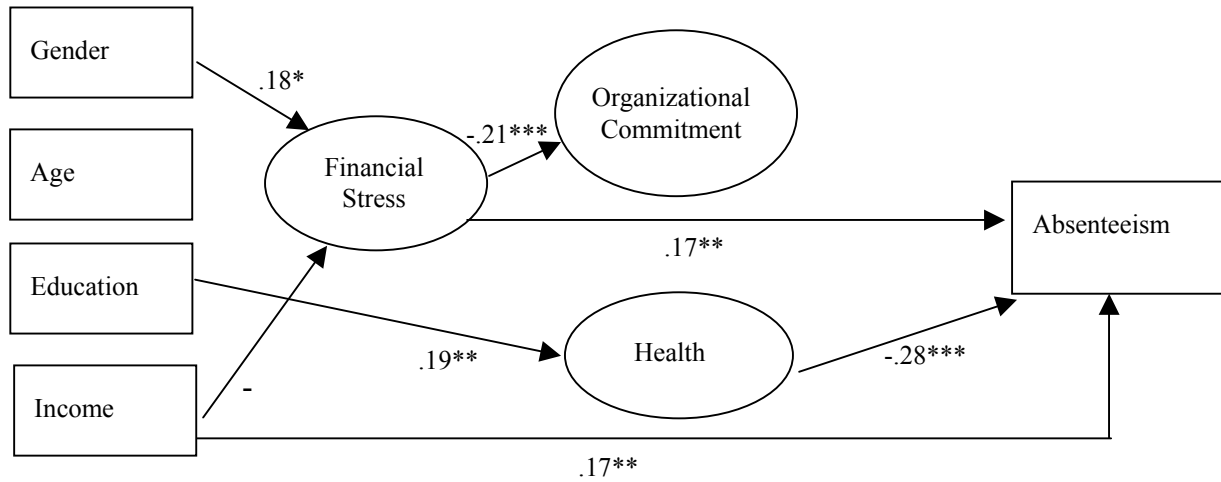 Gender
.18*
Organizational
Commitment
-.21***
Financial
Stress
Age
Absenteeism
.17**
Education
Health
.19**
-.28***
-
Income
.17**